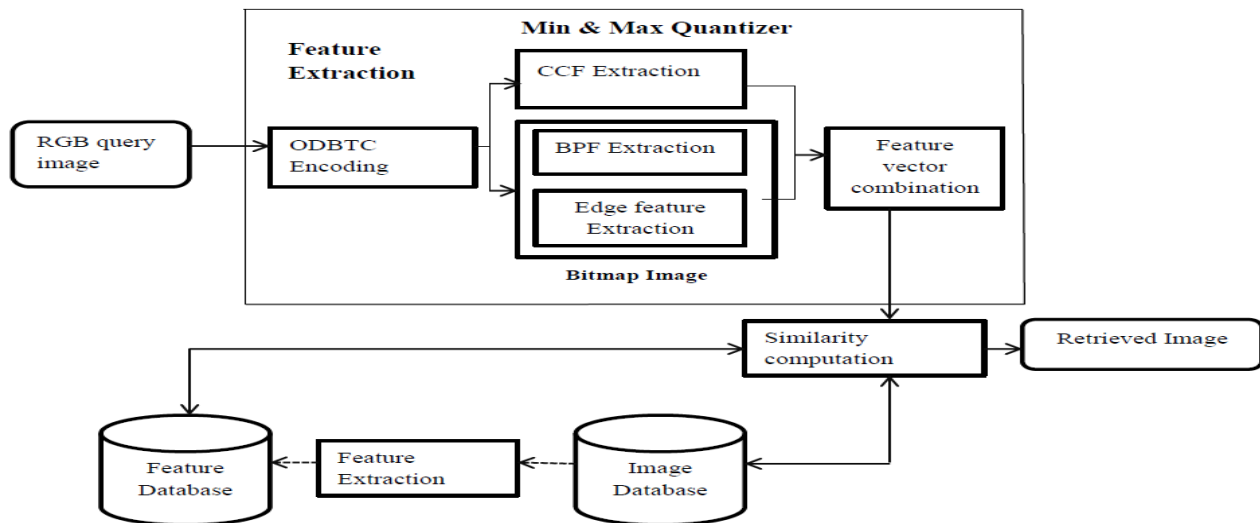 Min & Max Quantizer
Feature
Extraction
CCF Extraction
RGB query
image
ODBTC
Encoding
BPF Extraction
Edge feature
Extraction
Feature
vector
combination
Bitmap Image
Similarity
computation
Retrieved Image
Feature
Database
Feature
Extraction
Image
Database